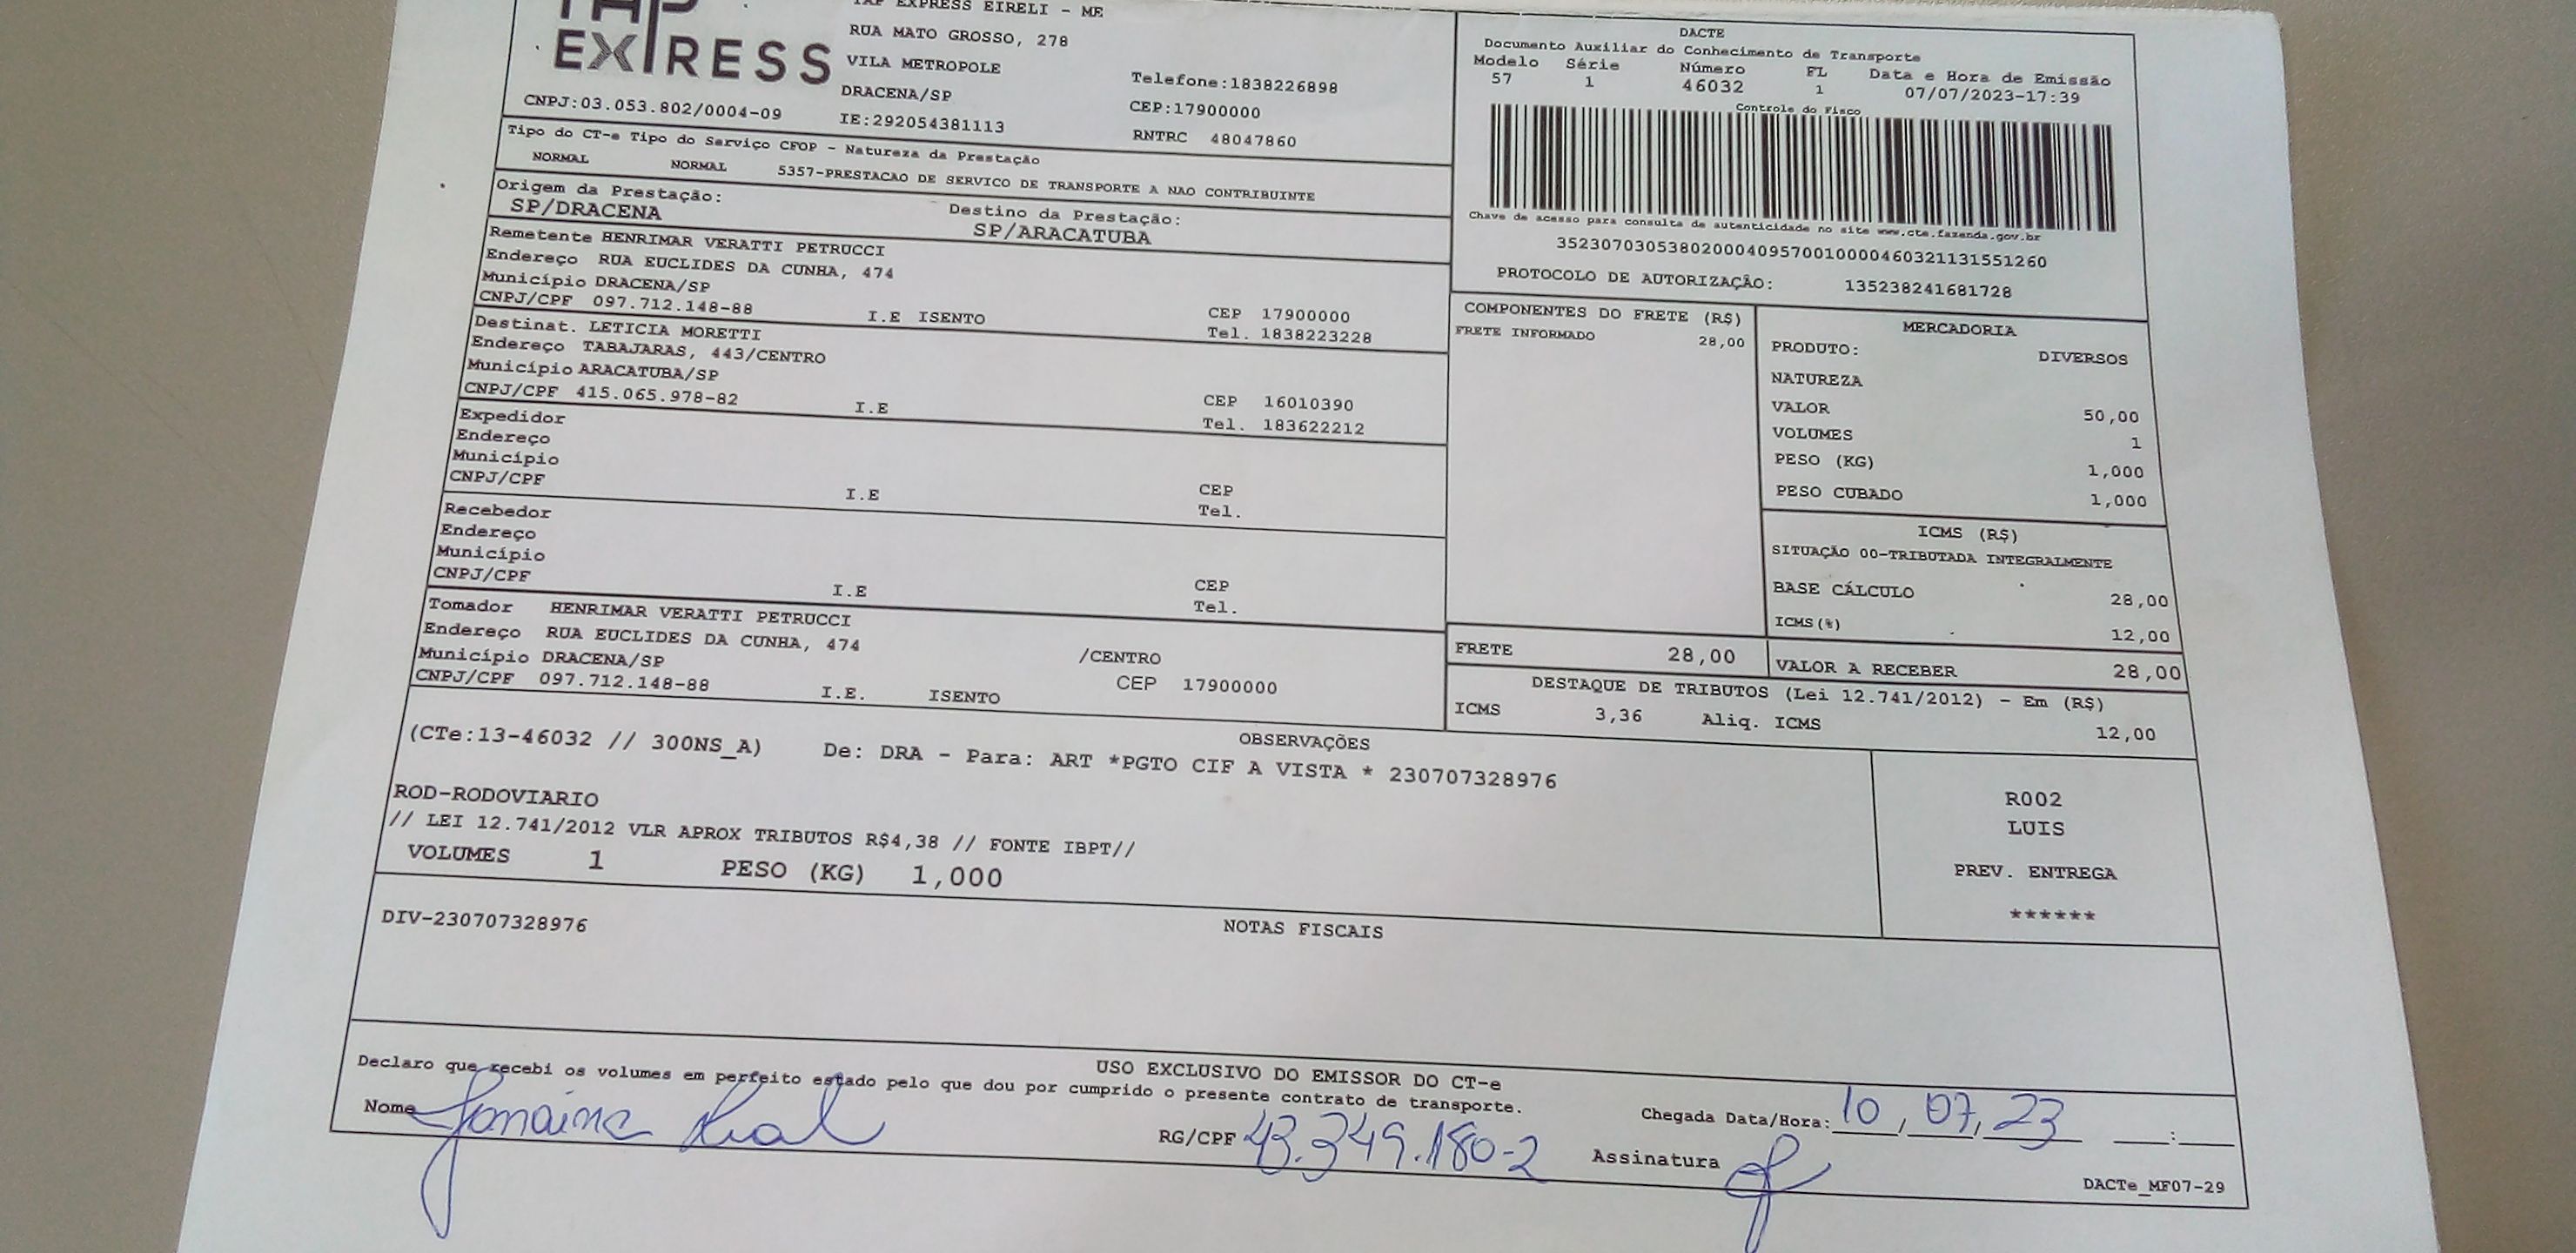 TAP EXPRESS
TAP EXPRESS EIRELI - ME
RUA MATO GROSSO, 278
VILA METROPOLE
Telefone:1838226898
DRACENA/SP
CEP:17900000
CNPJ:03.053.802/0004-09
IE:292054381113
RNTRC 48047860
DACTE
Documento Auxiliar do Conhecimento de Transporte
Modelo Série Número FL Data e Hora de Emissão
57 1 46032 1 07/07/2023-17:39
Controle do Fisco
Chave de acesso para consulta de autenticidade no site www.cte.fazenda.gov.br
35230703053802000409570010000460321131551260
PROTOCOLO DE AUTORIZAÇÃO: 135238241681728
Tipo do CT-e Tipo do Serviço CFOP - Natureza da Prestação
NORMAL NORMAL 5357-PRESTACAO DE SERVICO DE TRANSPORTE A NAO CONTRIBUINTE
Origem da Prestação: Destino da Prestação:
SP/DRACENA SP/ARACATUBA
Remetente HENRIMAR VERATTI PETRUCCI
Endereço RUA EUCLIDES DA CUNHA, 474
Município DRACENA/SP CEP 17900000
CNPJ/CPF 097.712.148-88 I.E ISENTO Tel. 1838223228
Destinat. LETICIA MORETTI
Endereço TABAJARAS, 443/CENTRO
Município ARACATUBA/SP CEP 16010390
CNPJ/CPF 415.065.978-82 I.E Tel. 183622212
Expedidor
Endereço
Município CEP
CNPJ/CPF I.E Tel.
Recebedor
Endereço
Município CEP
CNPJ/CPF I.E Tel.
Tomador HENRIMAR VERATTI PETRUCCI
Endereço RUA EUCLIDES DA CUNHA, 474 /CENTRO
Município DRACENA/SP CEP 17900000
CNPJ/CPF 097.712.148-88 I.E. ISENTO
COMPONENTES DO FRETE (R$)
FRETE INFORMADO 28,00
MERCADORIA
PRODUTO: DIVERSOS
NATUREZA
VALOR 50,00
VOLUMES 1
PESO (KG) 1,000
PESO CUBADO 1,000
ICMS (R$)
SITUAÇÃO 00-TRIBUTADA INTEGRALMENTE
BASE CÁLCULO 28,00
ICMS(%) 12,00
FRETE 28,00 VALOR A RECEBER 28,00
DESTAQUE DE TRIBUTOS (Lei 12.741/2012) - Em (R$)
ICMS 3,36 Aliq. ICMS 12,00
OBSERVAÇÕES
(CTe:13-46032 // 300NS_A) De: DRA - Para: ART *PGTO CIF A VISTA * 230707328976
ROD-RODOVIARIO
// LEI 12.741/2012 VLR APROX TRIBUTOS R$4,38 // FONTE IBPT//
VOLUMES 1 PESO (KG) 1,000
R002
LUIS
PREV. ENTREGA
******
NOTAS FISCAIS
DIV-230707328976
USO EXCLUSIVO DO EMISSOR DO CT-e
Declaro que recebi os volumes em perfeito estado pelo que dou por cumprido o presente contrato de transporte.
Chegada Data/Hora: 10, 07, 23 __:__
Nome Janaina RG/CPF 43.349.180-2 Assinatura
DACTe_MF07-29